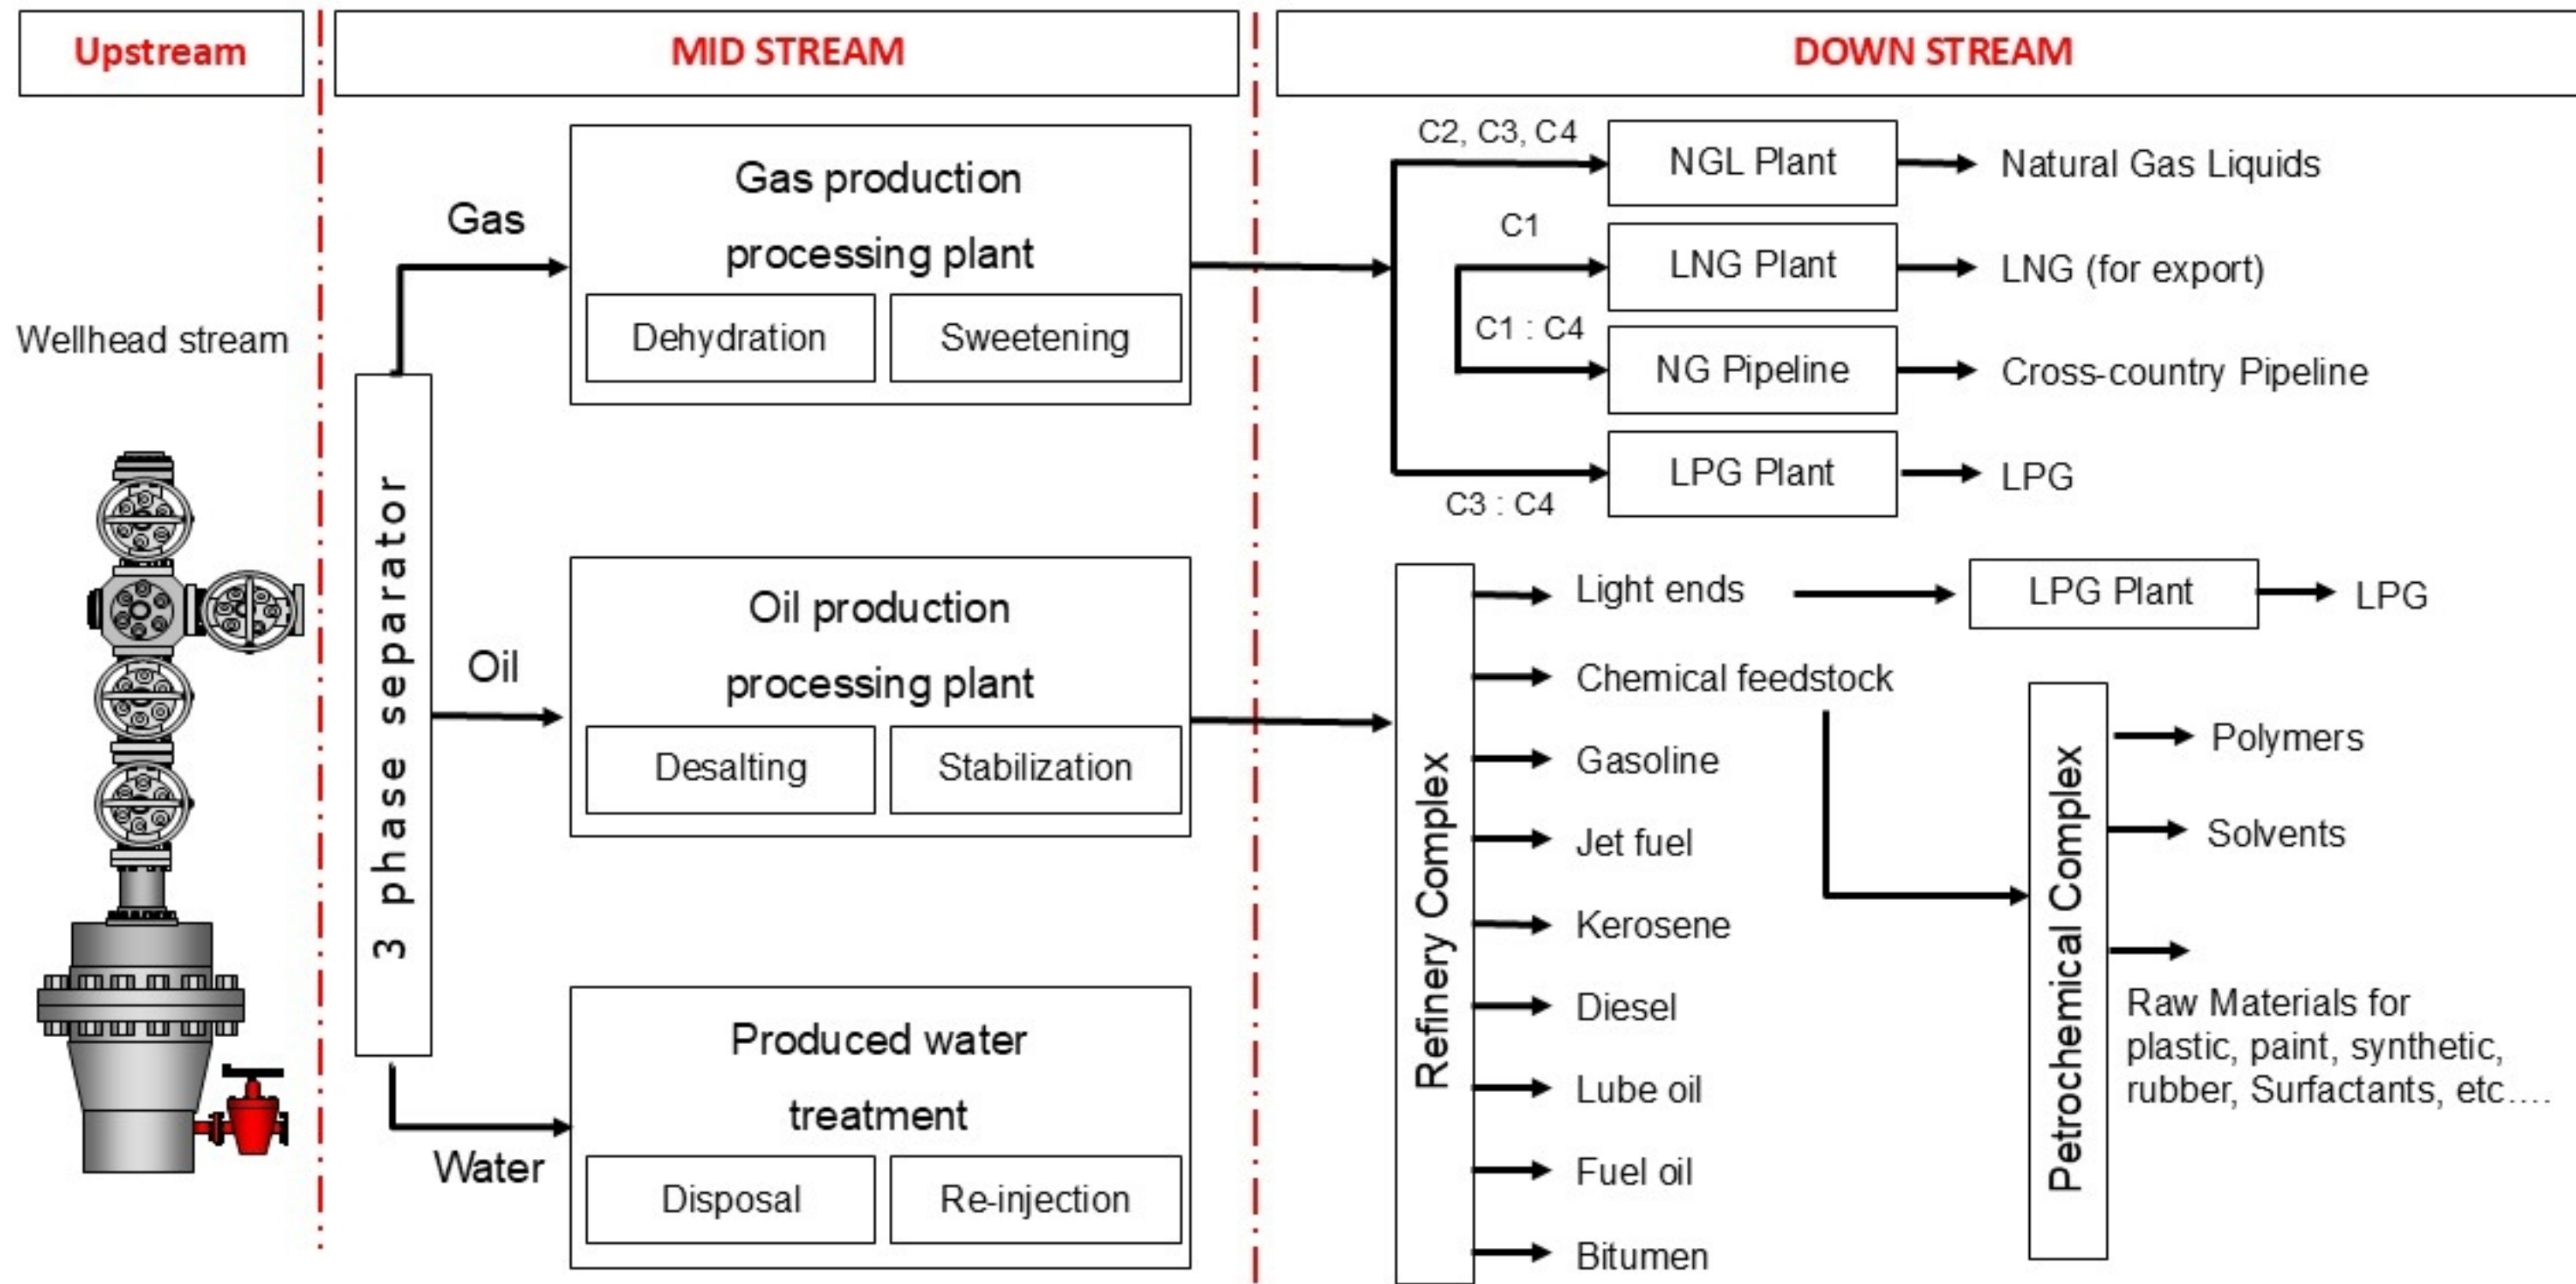 Upstream
MID STREAM
DOWN STREAM
Wellhead stream
3 phase separator
Gas
Gas production
processing plant
Dehydration
Sweetening
Oil
Oil production
processing plant
Desalting
Stabilization
Water
Produced water
treatment
Disposal
Re-injection
C2, C3, C4
NGL Plant
Natural Gas Liquids
C1
LNG Plant
LNG (for export)
C1 : C4
NG Pipeline
Cross-country Pipeline
LPG Plant
LPG
C3 : C4
Refinery Complex
Light ends
LPG Plant
LPG
Chemical feedstock
Gasoline
Jet fuel
Kerosene
Diesel
Lube oil
Fuel oil
Bitumen
Petrochemical Complex
Polymers
Solvents
Raw Materials for
plastic, paint, synthetic,
rubber, Surfactants, etc....